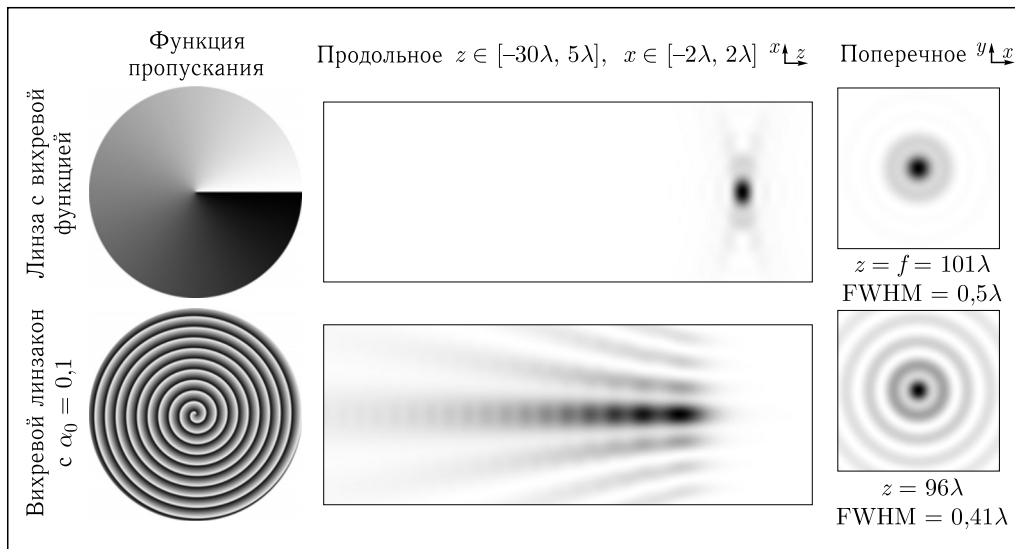 Функция
пропускания
Продольное z ∈ [–30λ, 5λ], x ∈ [–2λ, 2λ] x z
Поперечное y x
Линза с вихревой
функцией
z = f = 101λ
FWHM = 0,5λ
Вихревой линзакон
с α₀ = 0,1
z = 96λ
FWHM = 0,41λ